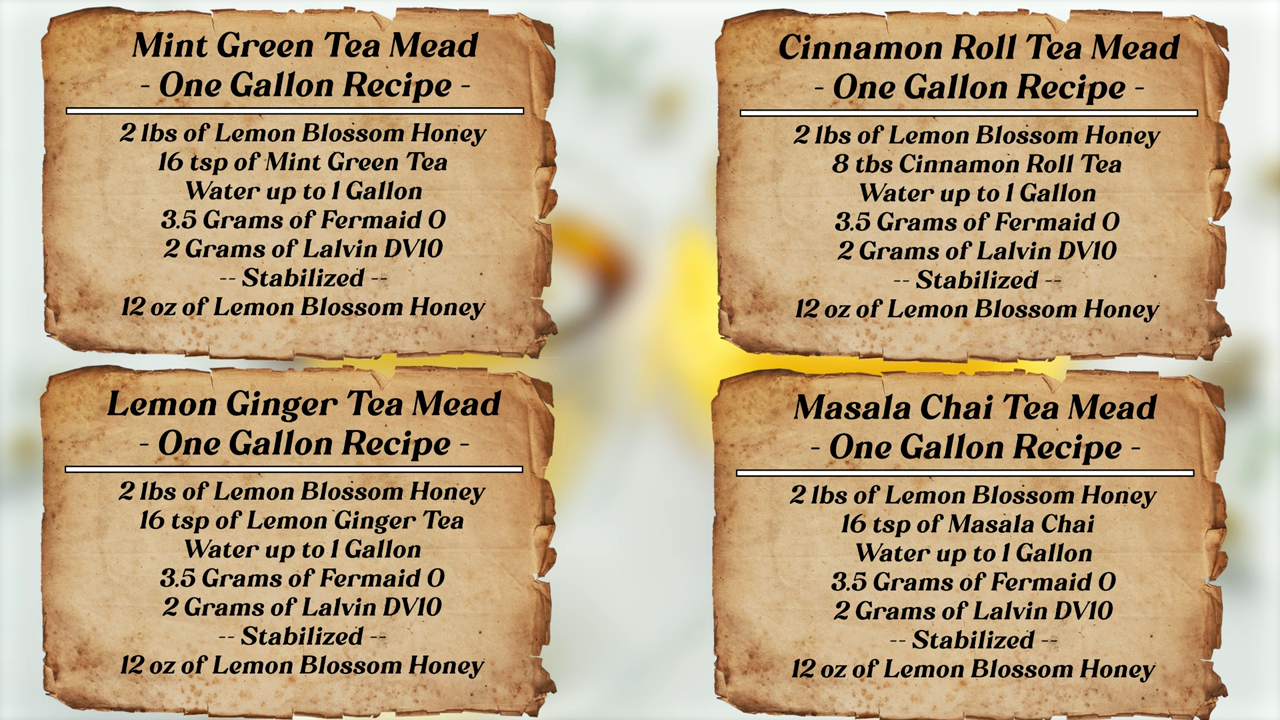 Mint Green Tea Mead
- One Gallon Recipe -
2 lbs of Lemon Blossom Honey
16 tsp of Mint Green Tea
Water up to 1 Gallon
3.5 Grams of Fermaid O
2 Grams of Lalvin DV10
-- Stabilized --
12 oz of Lemon Blossom Honey
Cinnamon Roll Tea Mead
- One Gallon Recipe -
2 lbs of Lemon Blossom Honey
8 tbs Cinnamon Roll Tea
Water up to 1 Gallon
3.5 Grams of Fermaid O
2 Grams of Lalvin DV10
-- Stabilized --
12 oz of Lemon Blossom Honey
Lemon Ginger Tea Mead
- One Gallon Recipe -
2 lbs of Lemon Blossom Honey
16 tsp of Lemon Ginger Tea
Water up to 1 Gallon
3.5 Grams of Fermaid O
2 Grams of Lalvin DV10
-- Stabilized --
12 oz of Lemon Blossom Honey
Masala Chai Tea Mead
- One Gallon Recipe -
2 lbs of Lemon Blossom Honey
16 tsp of Masala Chai
Water up to 1 Gallon
3.5 Grams of Fermaid O
2 Grams of Lalvin DV10
-- Stabilized --
12 oz of Lemon Blossom Honey